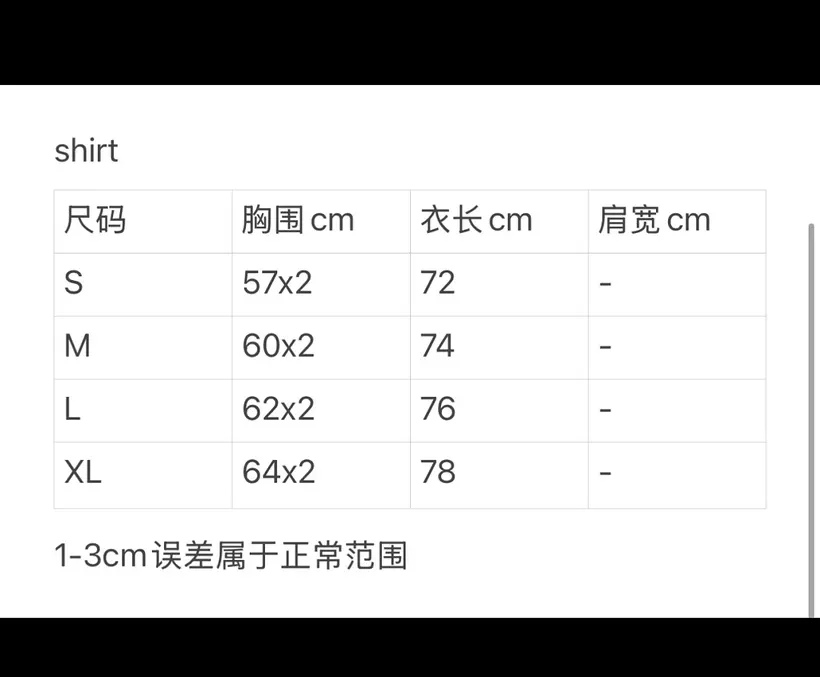 shirt
尺码 胸围cm 衣长cm 肩宽cm
S 57x2 72 -
M 60x2 74 -
L 62x2 76 -
XL 64x2 78 -
1-3cm误差属于正常范围